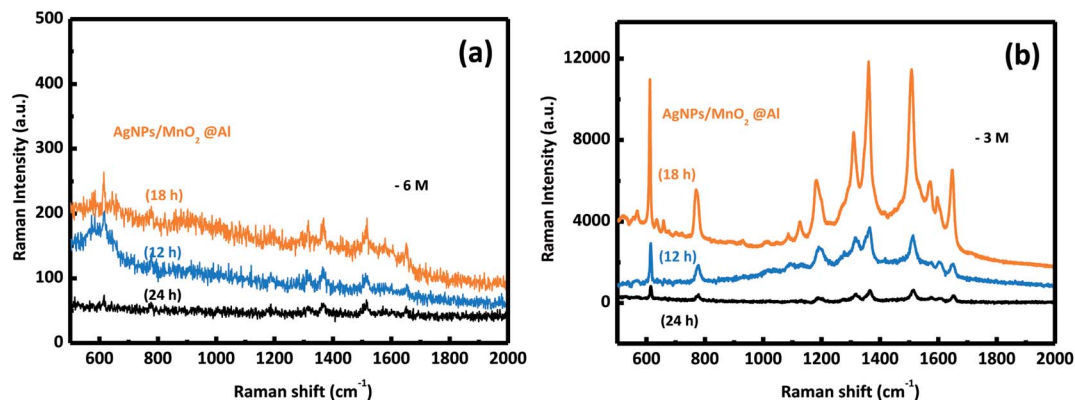 500
400
300
200
100
0
Raman Intensity (a.u.)
(a)
AgNPs/MnO₂ @Al
- 6 M
(18 h)
(12 h)
(24 h)
600 800 1000 1200 1400 1600 1800 2000
Raman shift (cm⁻¹)
12000
8000
4000
0
Raman Intensity (a.u.)
(b)
AgNPs/MnO₂ @Al
- 3 M
(18 h)
(12 h)
(24 h)
600 800 1000 1200 1400 1600 1800 2000
Raman shift (cm⁻¹)